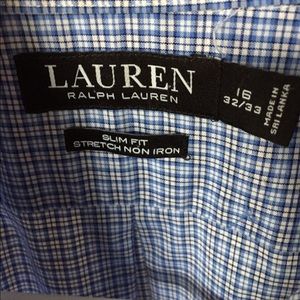 LAUREN
RALPH LAUREN
SLIM FIT
STRETCH NON IRON
16
32/33
MADE IN
SRI LANKA